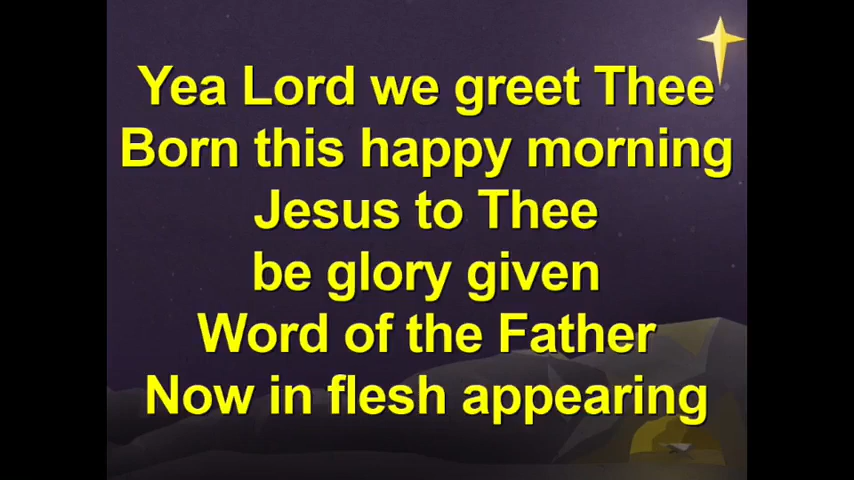 Yea Lord we greet Thee
Born this happy morning
Jesus to Thee
be glory given
Word of the Father
Now in flesh appearing